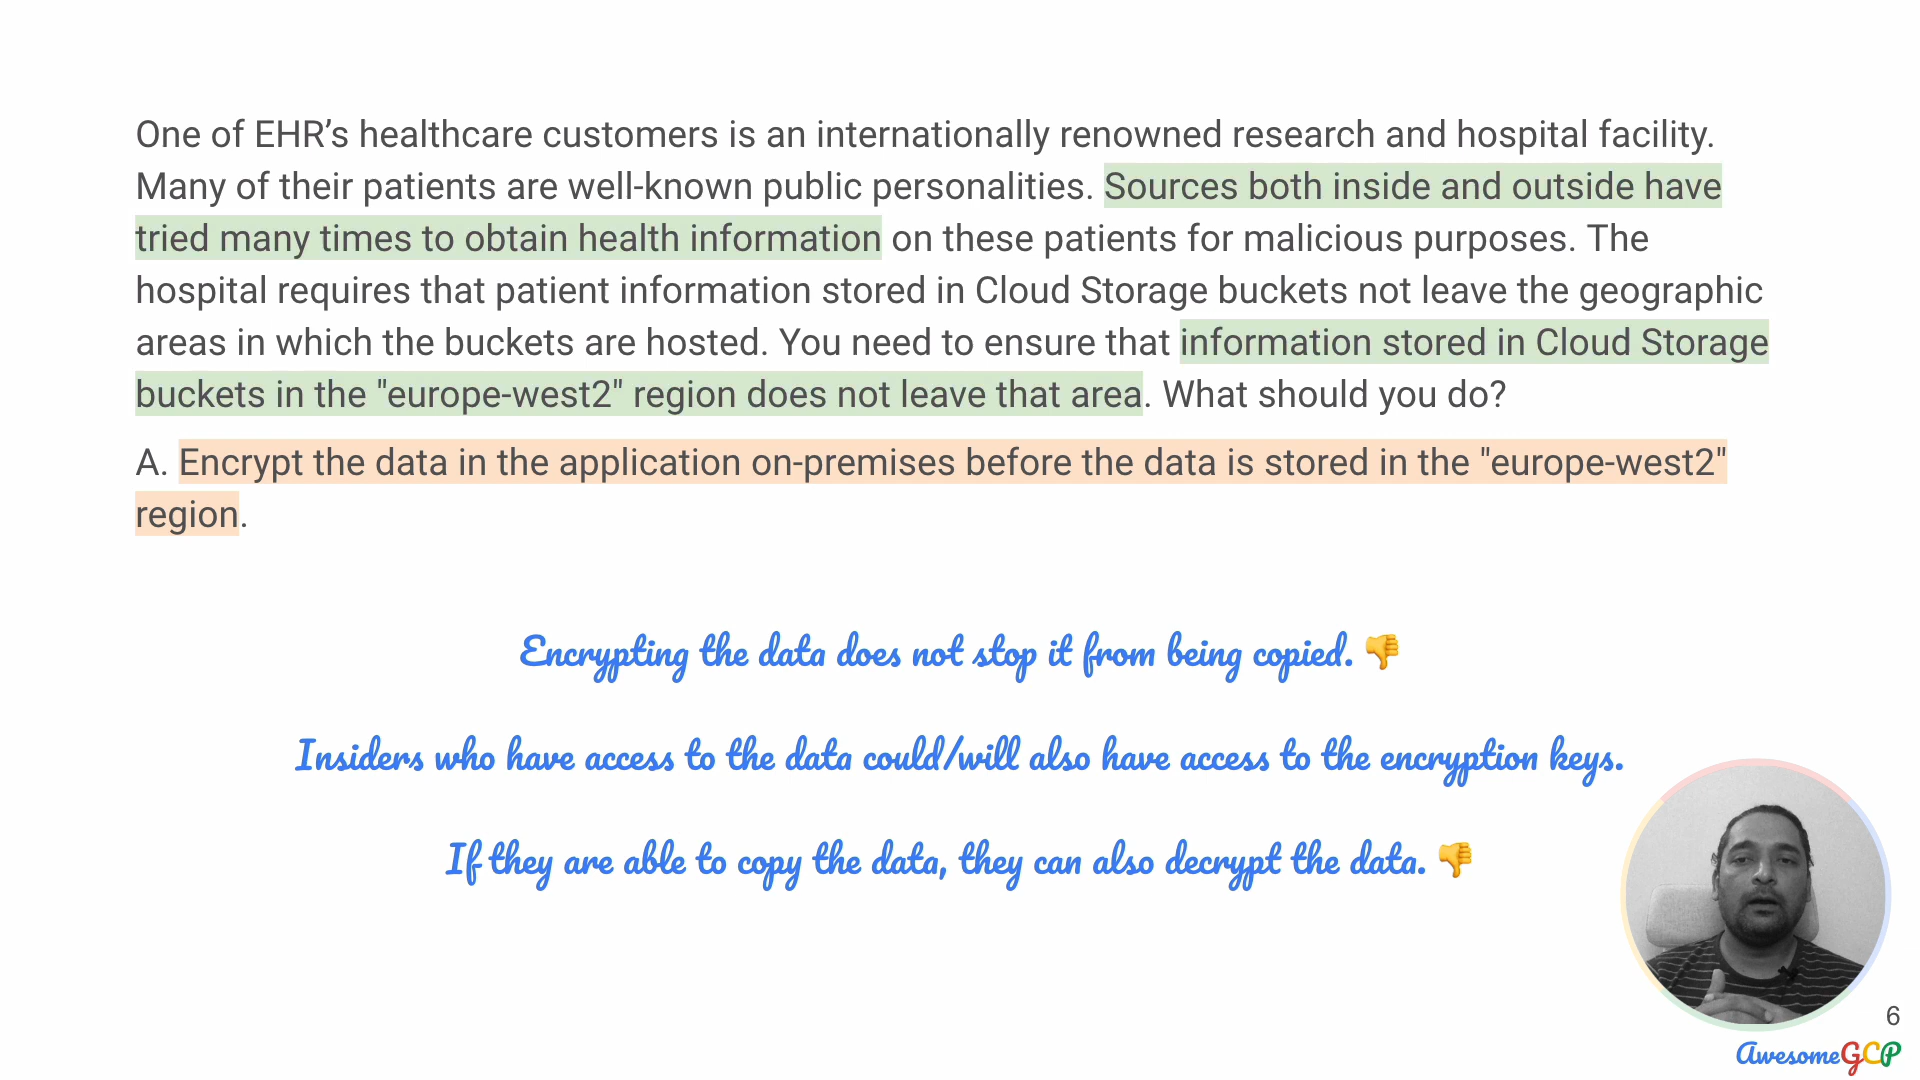 One of EHR’s healthcare customers is an internationally renowned research and hospital facility.
Many of their patients are well-known public personalities. Sources both inside and outside have
tried many times to obtain health information on these patients for malicious purposes. The
hospital requires that patient information stored in Cloud Storage buckets not leave the geographic
areas in which the buckets are hosted. You need to ensure that information stored in Cloud Storage
buckets in the "europe-west2" region does not leave that area. What should you do?
A. Encrypt the data in the application on-premises before the data is stored in the "europe-west2"
region.
Encrypting the data does not stop it from being copied. 👎
Insiders who have access to the data could/will also have access to the encryption keys.
If they are able to copy the data, they can also decrypt the data. 👎
6
AwesomeGCP